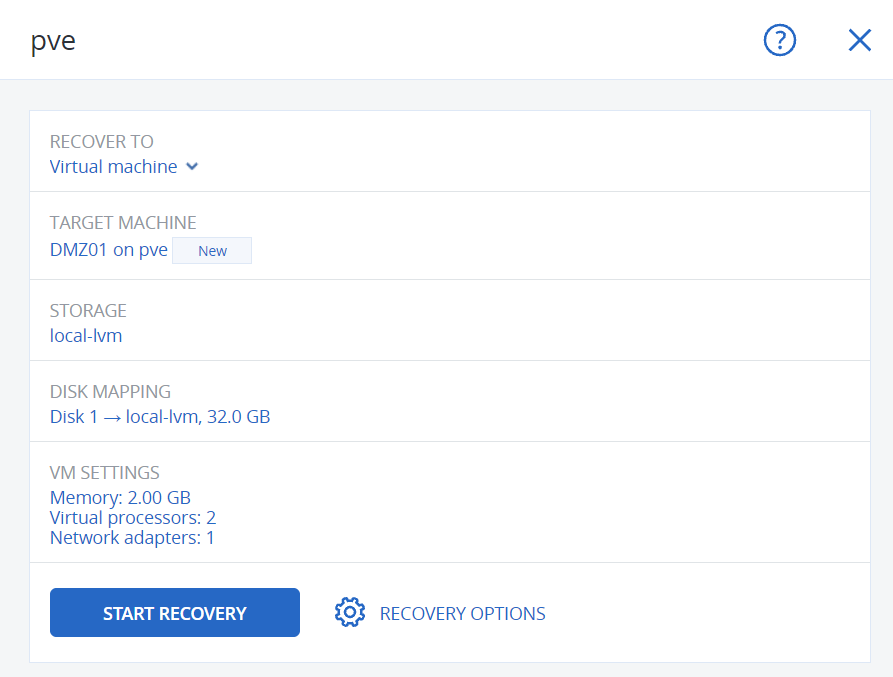 pve
RECOVER TO
Virtual machine
TARGET MACHINE
DMZ01 on pve New
STORAGE
local-lvm
DISK MAPPING
Disk 1 → local-lvm, 32.0 GB
VM SETTINGS
Memory: 2.00 GB
Virtual processors: 2
Network adapters: 1
START RECOVERY RECOVERY OPTIONS